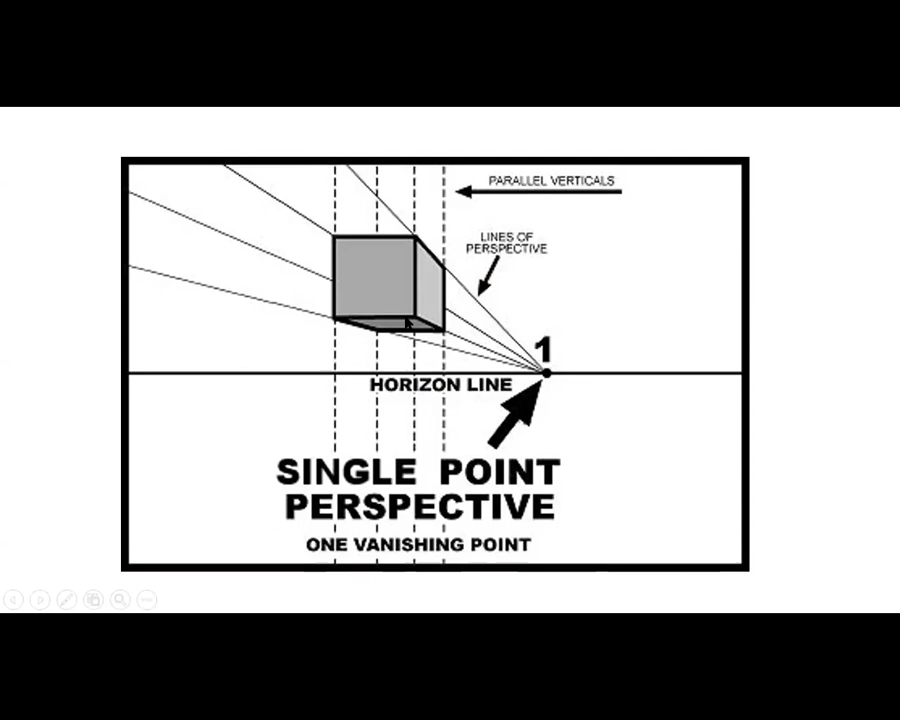 PARALLEL VERTICALS
LINES OF
PERSPECTIVE
1
HORIZON LINE
SINGLE POINT
PERSPECTIVE
ONE VANISHING POINT